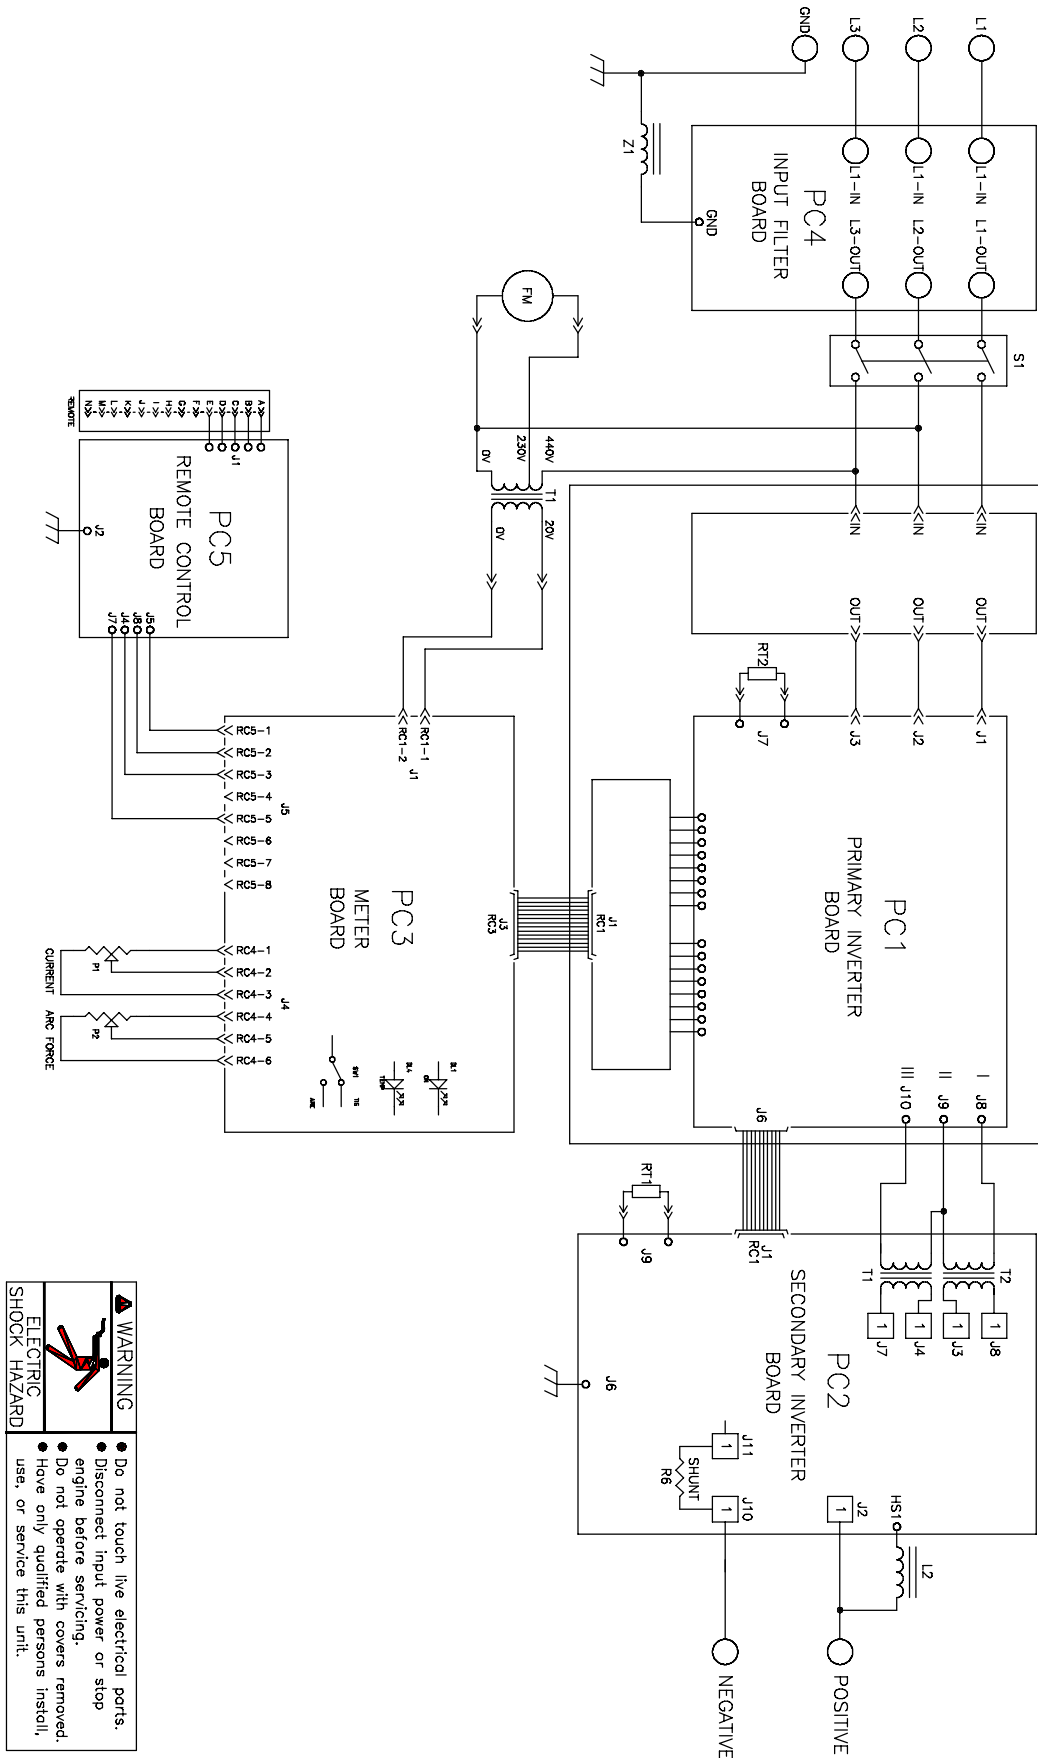 GND
L3
L2
L1
Z1
PC4
INPUT FILTER
BOARD
GND
L1-IN
L1-IN
L1-IN
L3-OUT
L2-OUT
L1-OUT
S1
FM
440V
230V
0V
T1
20V
0V
IN
IN
IN
OUT
OUT
OUT
REMOTE
A
B
C
D
E
F
G
H
I
J
K
L
M
N
J1
PC5
REMOTE CONTROL
BOARD
J2
J5
J8
J4
J7
RT2
J7
J3
J2
J1
PC1
PRIMARY INVERTER
BOARD
I J8
II J9
III J10
J6
RC1-1
RC1-2
J1
RC5-1
RC5-2
RC5-3
RC5-4
RC5-5
RC5-6
RC5-7
RC5-8
J5
PC3
METER
BOARD
J3
RC3
J1
RC1
RC4-1
RC4-2
RC4-3
RC4-4
RC4-5
RC4-6
J4
P1
CURRENT
P2
ARC FORCE
SW1
TIG
DL4
TEMP
DL1
RT1
J9
J1
RC1
T1
T2
1 J7
1 J4
1 J3
1 J8
PC2
SECONDARY INVERTER
BOARD
J6
J11
1
SHUNT
R6
J10
1
J2
1
HS1
L2
POSITIVE
NEGATIVE
WARNING
ELECTRIC
SHOCK HAZARD
● Do not touch live electrical parts.
● Disconnect input power or stop
engine before servicing.
● Do not operate with covers removed.
● Have only qualified persons install,
use, or service this unit.